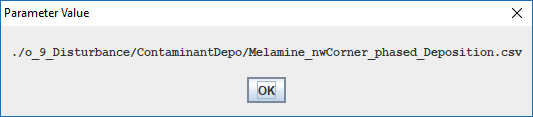 Parameter Value
./o_9_Disturbance/ContaminantDepo/Melamine_nwCorner_phased_Deposition.csv
OK